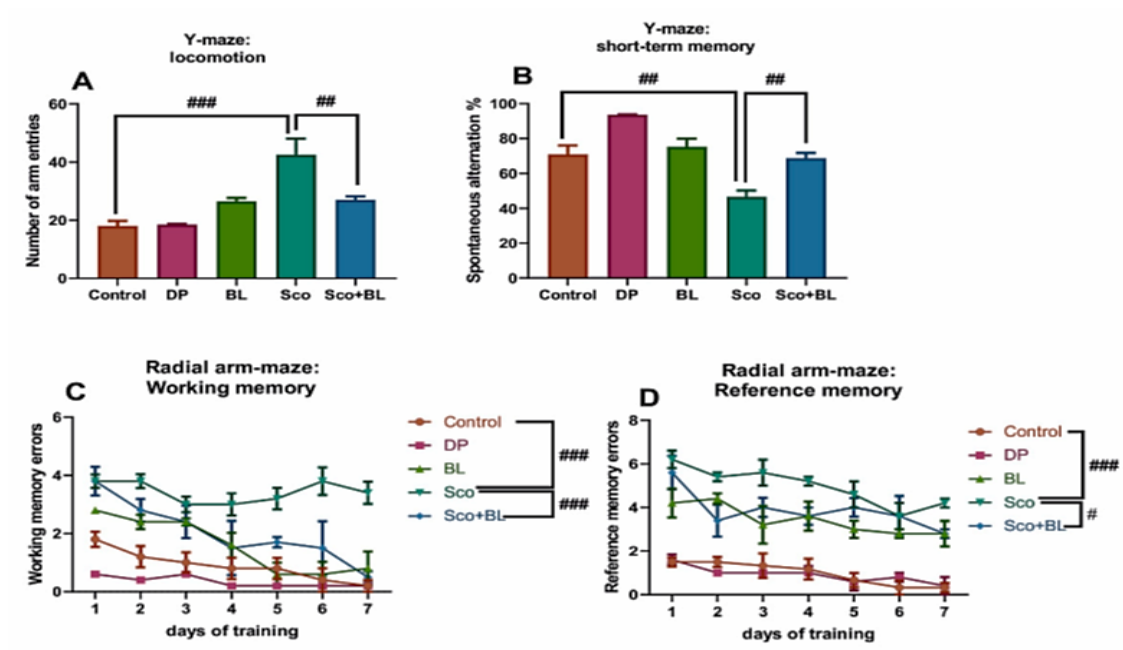 Y-maze:
locomotion
A
###
##
Number of arm entries
60
40
20
0
Control DP BL Sco Sco+BL
Y-maze:
short-term memory
B
##
##
Spontaneous alternation %
100
80
60
40
20
0
Control DP BL Sco Sco+BL
Radial arm-maze:
Working memory
C
Working memory errors
6
4
2
0
1 2 3 4 5 6 7
days of training
Control
DP
BL
Sco
Sco+BL
###
###
Radial arm-maze:
Reference memory
D
Reference memory errors
8
6
4
2
0
1 2 3 4 5 6 7
days of training
Control
DP
BL
Sco
Sco+BL
###
#